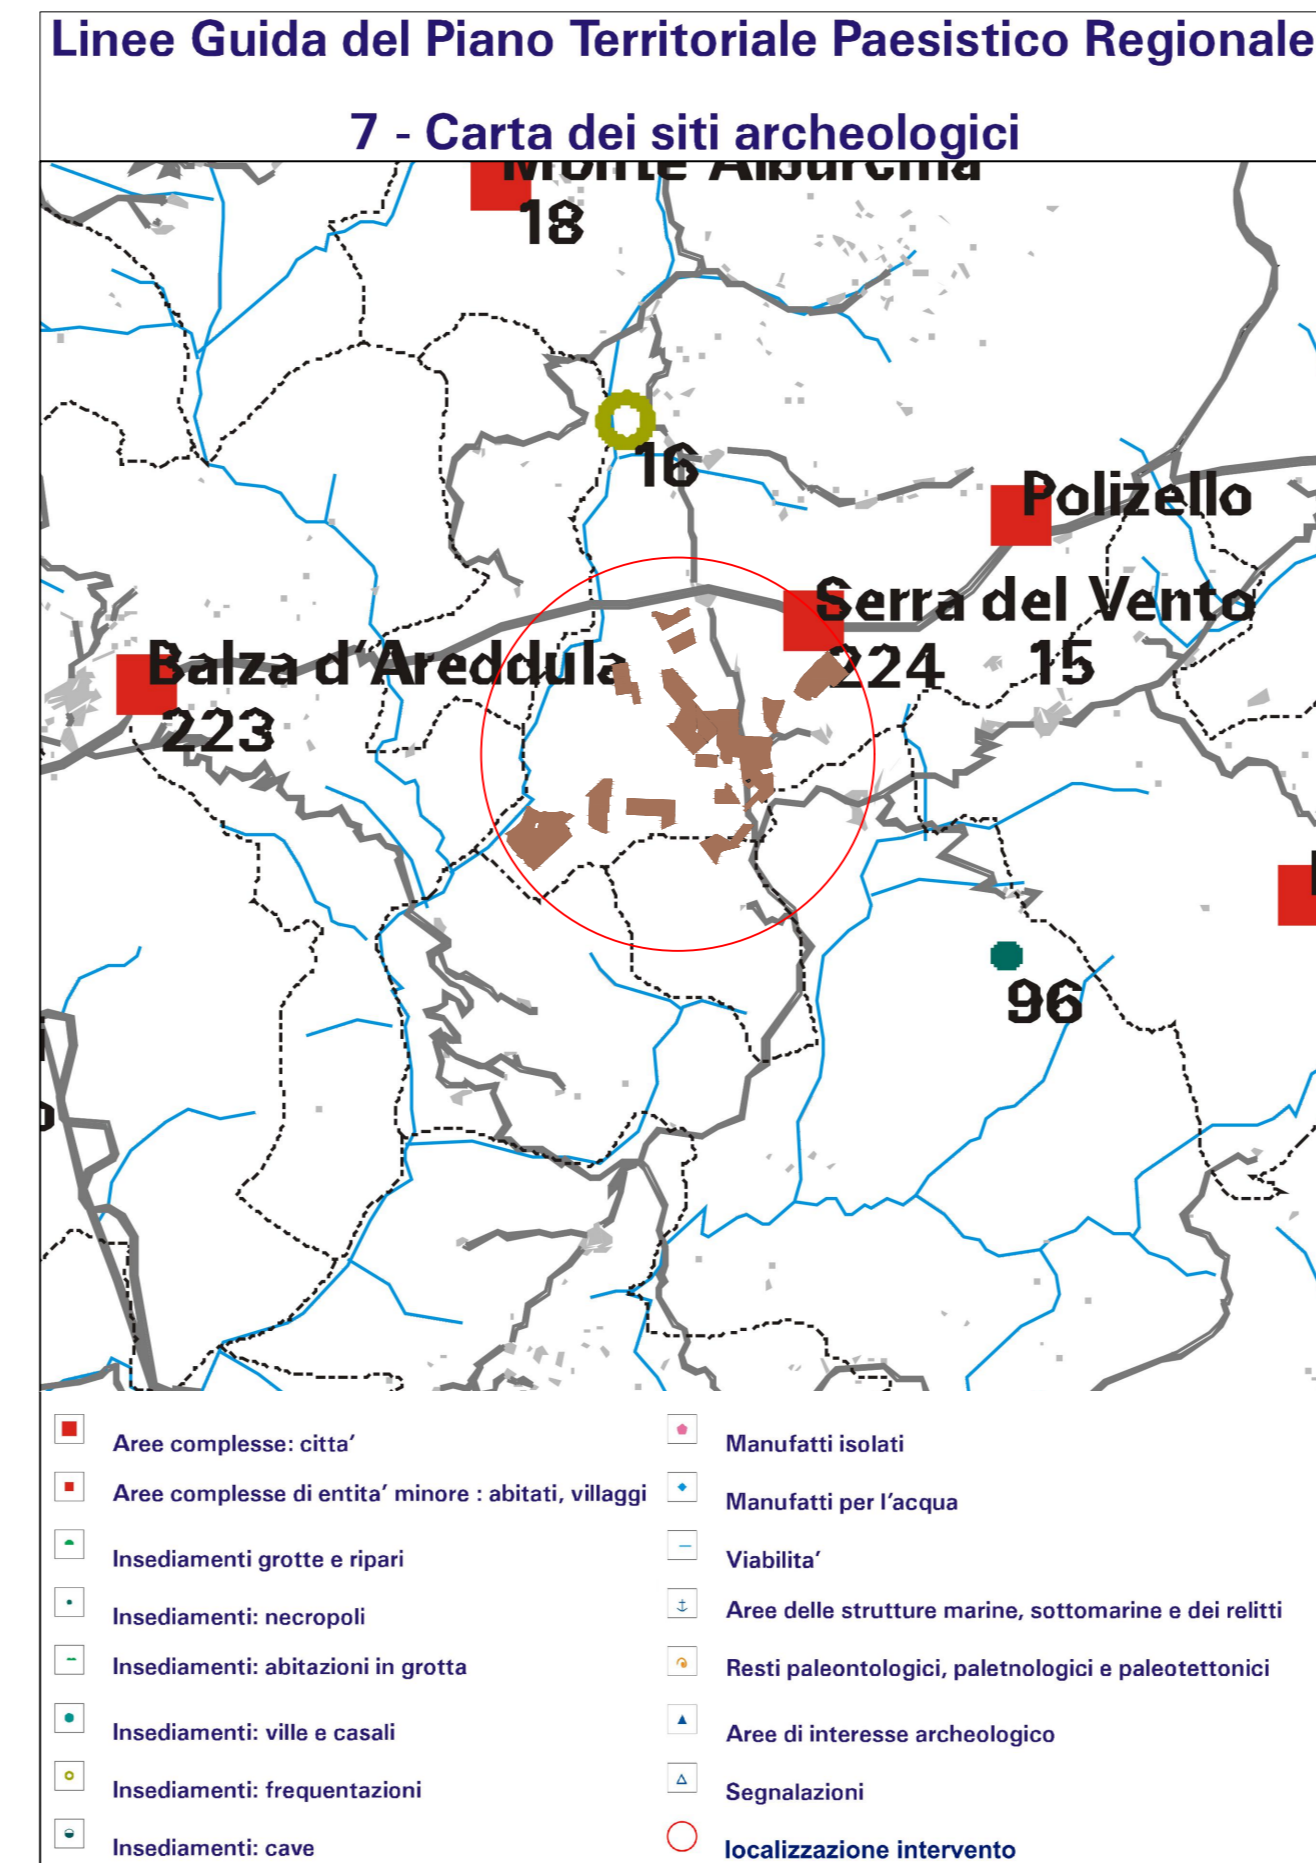 Linee Guida del Piano Territoriale Paesistico Regionale
7 - Carta dei siti archeologici
18
16
Polizello
Serra del Vento
224
15
Balza d'Areddula
223
96
Aree complesse: citta'
Aree complesse di entita' minore : abitati, villaggi
Insediamenti grotte e ripari
Insediamenti: necropoli
Insediamenti: abitazioni in grotta
Insediamenti: ville e casali
Insediamenti: frequentazioni
Insediamenti: cave
Manufatti isolati
Manufatti per l'acqua
Viabilita'
Aree delle strutture marine, sottomarine e dei relitti
Resti paleontologici, paletnologici e paleotettonici
Aree di interesse archeologico
Segnalazioni
localizzazione intervento